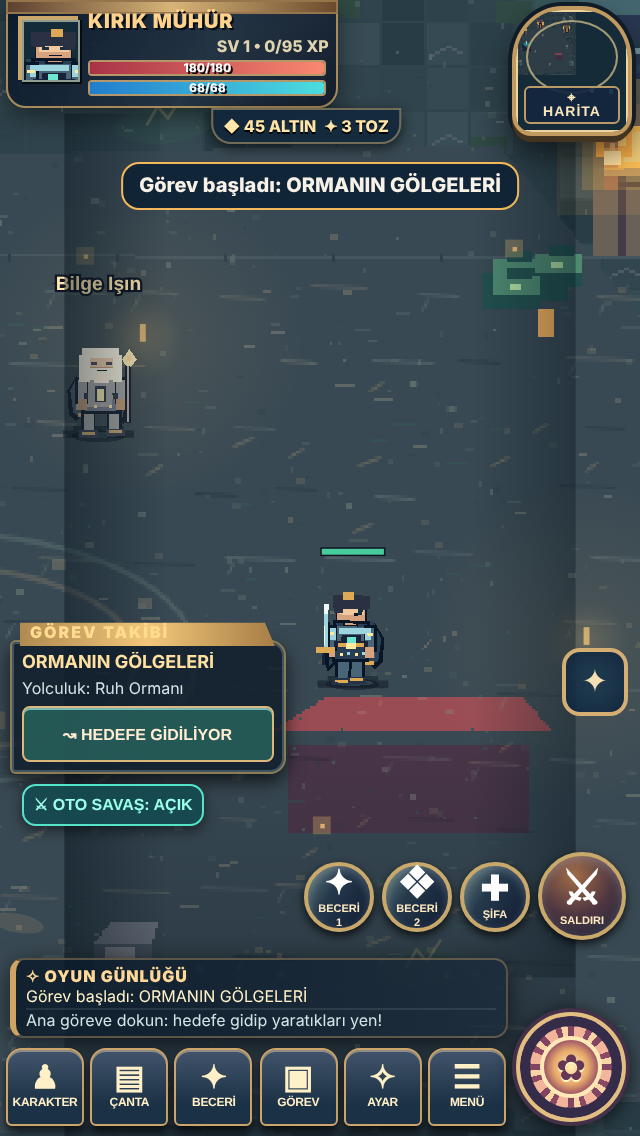 KIRIK MÜHÜR
SV 1 • 0/95 XP
180/180
68/68
◆ 45 ALTIN ✦ 3 TOZ
HARİTA
Görev başladı: ORMANIN GÖLGELERİ
Bilge Işın
GÖREV TAKİBİ
ORMANIN GÖLGELERİ
Yolculuk: Ruh Ormanı
↝ HEDEFE GİDİLİYOR
⚔ OTO SAVAŞ: AÇIK
BECERİ
1
BECERİ
2
ŞİFA
SALDIRI
✧ OYUN GÜNLÜĞÜ
Görev başladı: ORMANIN GÖLGELERİ
Ana göreve dokun: hedefe gidip yaratıkları yen!
KARAKTER
ÇANTA
BECERİ
GÖREV
AYAR
MENÜ